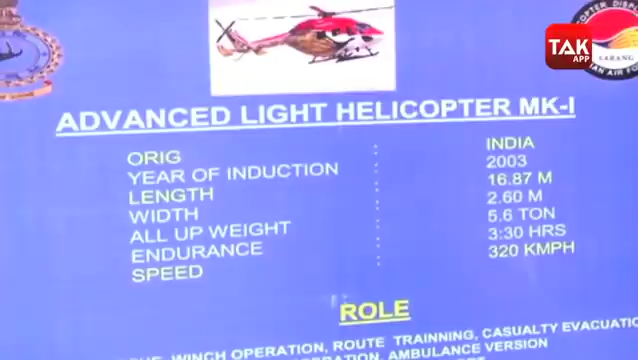 TAK
APP
SARANG
ADVANCED LIGHT HELICOPTER MK-I
ORIG : INDIA
YEAR OF INDUCTION : 2003
LENGTH : 16.87 M
WIDTH : 2.60 M
ALL UP WEIGHT : 5.6 TON
ENDURANCE : 3:30 HRS
SPEED : 320 KMPH
ROLE
WINCH OPERATION, ROUTE TRAINNING, CASUALTY EVACUATIO
AMBULANCE VERSION